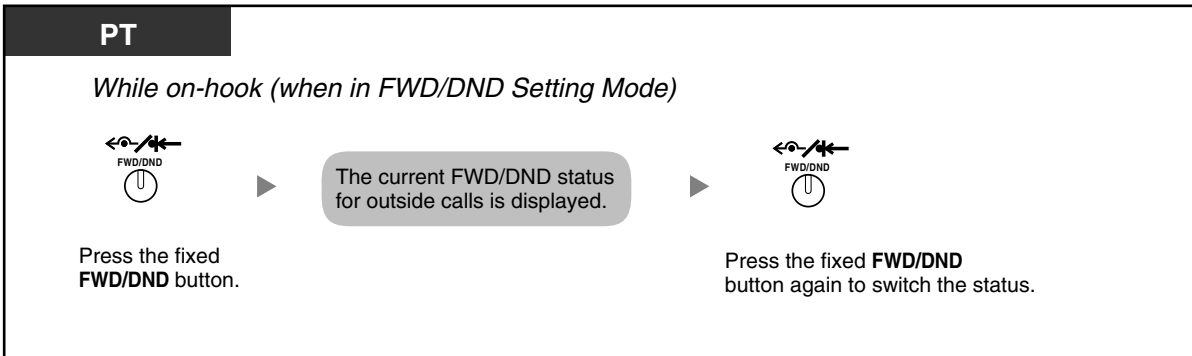 PT
While on-hook (when in FWD/DND Setting Mode)
FWD/DND
The current FWD/DND status
for outside calls is displayed.
FWD/DND
Press the fixed
FWD/DND button.
Press the fixed FWD/DND
button again to switch the status.